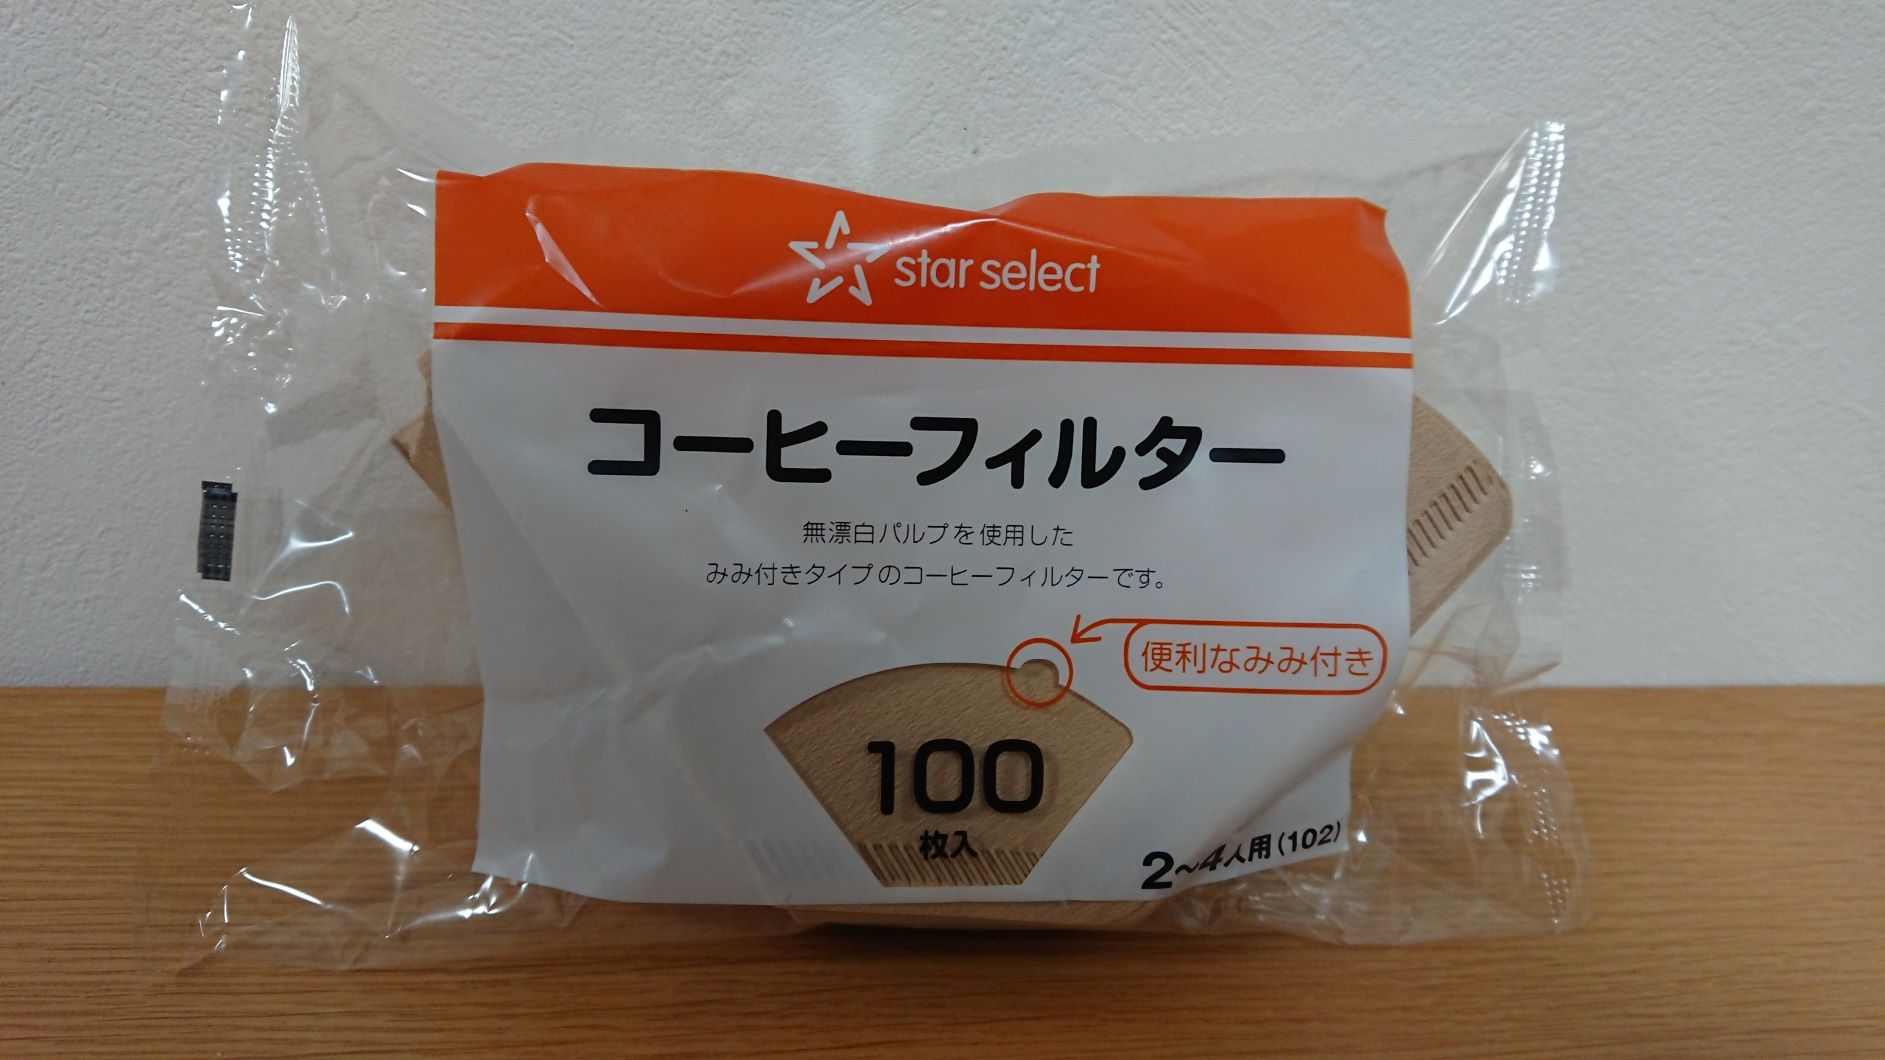 star select
コーヒーフィルター
無漂白パルプを使用した
みみ付きタイプのコーヒーフィルターです。
便利なみみ付き
100
枚入
2~4人用(102)